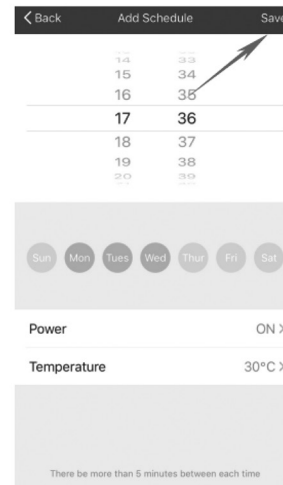 Back Add Schedule Save
14 33
15 34
16 35
17 36
18 37
19 38
20 39
Sun Mon Tues Wed Thur Fri Sat
Power ON
Temperature 30°C
There be more than 5 minutes between each time